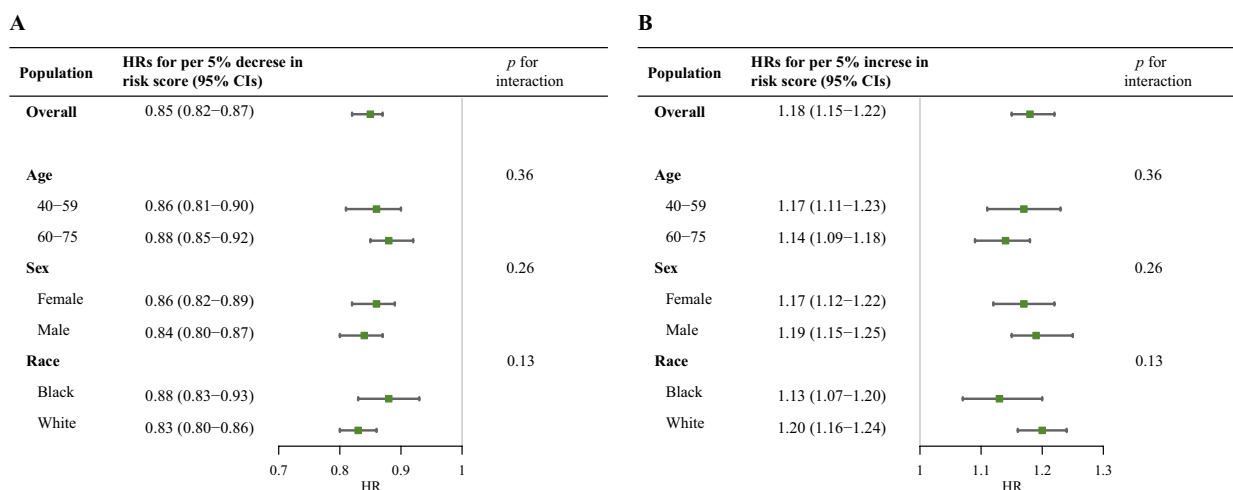 A
Population HRs for per 5% decrease in risk score (95% CIs) p for interaction
Overall 0.85 (0.82−0.87)
Age 0.36
40−59 0.86 (0.81−0.90)
60−75 0.88 (0.85−0.92)
Sex 0.26
Female 0.86 (0.82−0.89)
Male 0.84 (0.80−0.87)
Race 0.13
Black 0.88 (0.83−0.93)
White 0.83 (0.80−0.86)
0.7 0.8 0.9 1
HR
B
Population HRs for per 5% increase in risk score (95% CIs) p for interaction
Overall 1.18 (1.15−1.22)
Age 0.36
40−59 1.17 (1.11−1.23)
60−75 1.14 (1.09−1.18)
Sex 0.26
Female 1.17 (1.12−1.22)
Male 1.19 (1.15−1.25)
Race 0.13
Black 1.13 (1.07−1.20)
White 1.20 (1.16−1.24)
1 1.1 1.2 1.3
HR